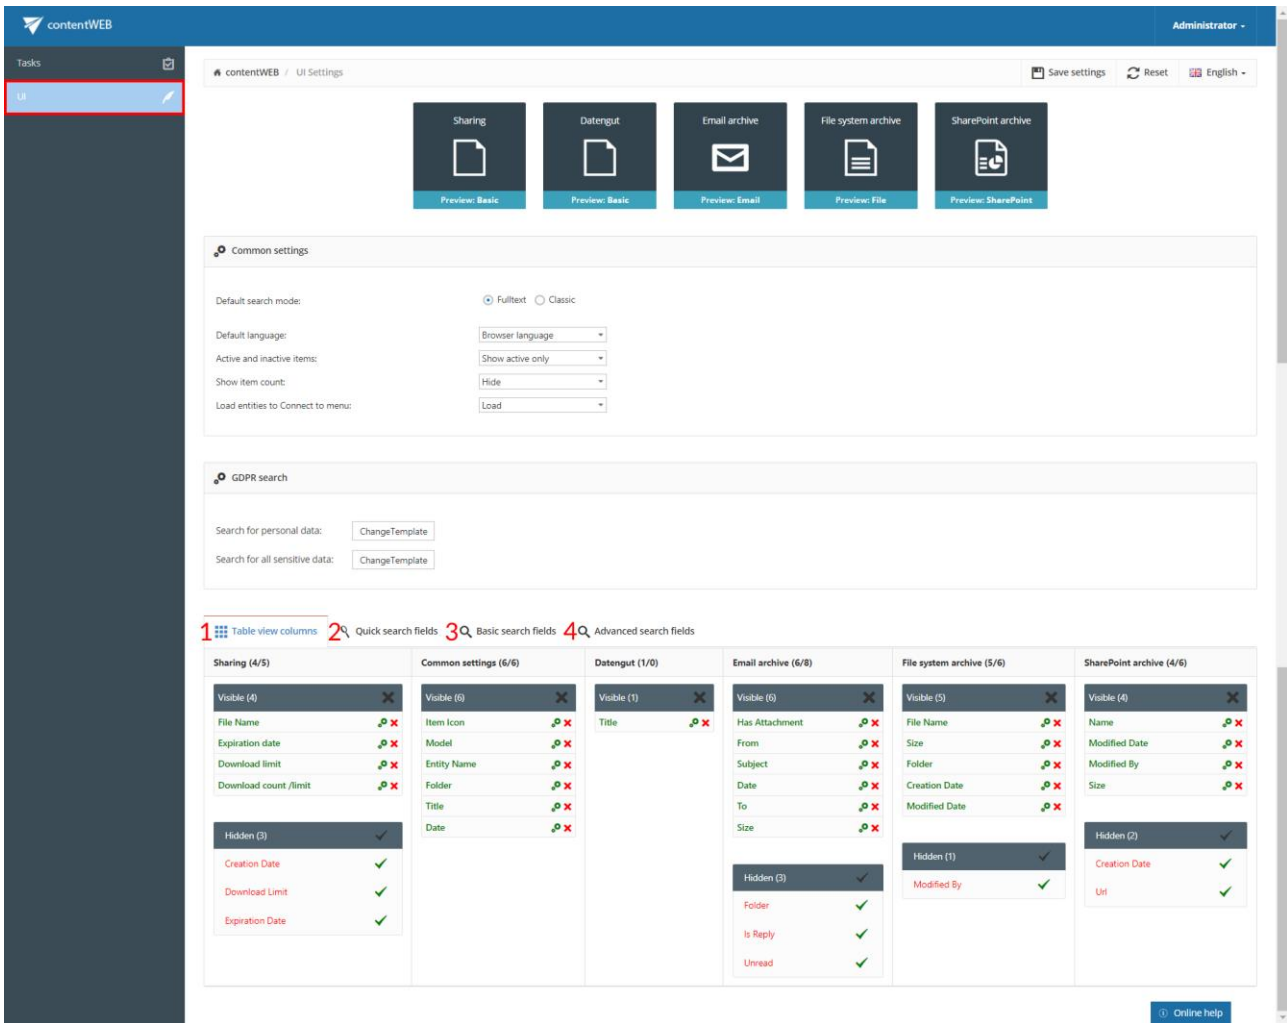 contentWEB
Administrator
Tasks
UI
contentWEB / UI Settings
Save settings
Reset
English
Sharing
Datengut
Email archive
File system archive
SharePoint archive
Preview: Basic
Preview: Basic
Preview: Email
Preview: File
Preview: SharePoint
Common settings
Default search mode:
Fulltext
Classic
Default language:
Browser language
Active and inactive items:
Show active only
Show item count:
Hide
Load entities to Connect to menu:
Load
GDPR search
Search for personal data:
ChangeTemplate
Search for all sensitive data:
ChangeTemplate
1 Table view columns
2 Quick search fields
3 Basic search fields
4 Advanced search fields
Sharing (4/5)
Visible (4)
File Name
Expiration date
Download limit
Download count /limit
Hidden (3)
Creation Date
Download Limit
Expiration Date
Common settings (6/6)
Visible (6)
Item Icon
Model
Entity Name
Folder
Title
Date
Datengut (1/0)
Visible (1)
Title
Email archive (6/8)
Visible (6)
Has Attachment
From
Subject
Date
To
Size
Hidden (3)
Folder
Is Reply
Unread
File system archive (5/6)
Visible (5)
File Name
Size
Folder
Creation Date
Modified Date
Hidden (1)
Modified By
SharePoint archive (4/6)
Visible (4)
Name
Modified Date
Modified By
Size
Hidden (2)
Creation Date
Url
Online help